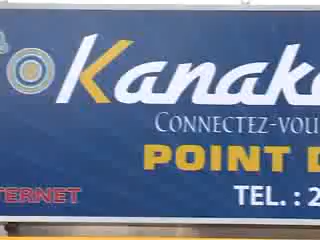 Kanak
CONNECTEZ-VOU
POINT D
TERNET
TEL. : 2